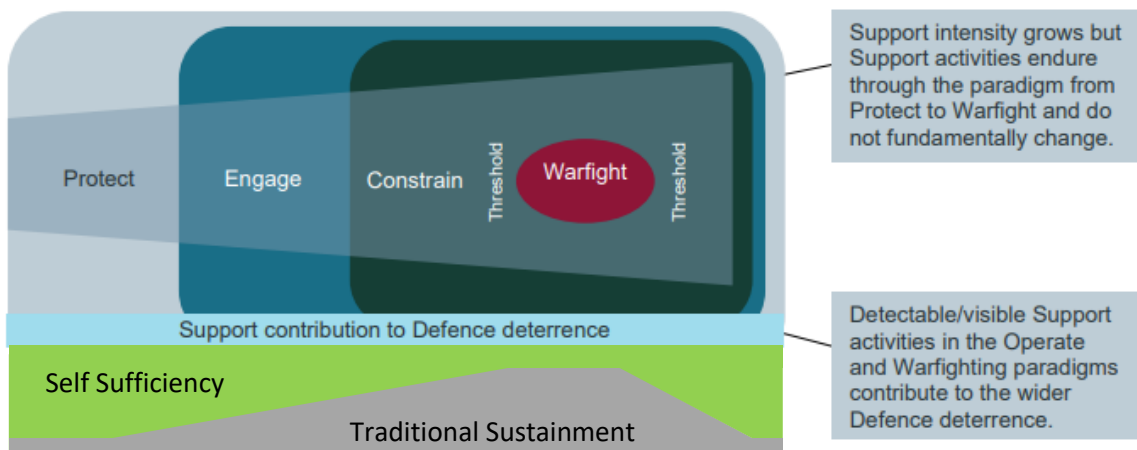 Support intensity grows but
Support activities endure
through the paradigm from
Protect to Warfight and do
not fundamentally change.
Protect
Engage
Constrain
Threshold
Warfight
Threshold
Support contribution to Defence deterrence
Detectable/visible Support
activities in the Operate
and Warfighting paradigms
contribute to the wider
Defence deterrence.
Self Sufficiency
Traditional Sustainment